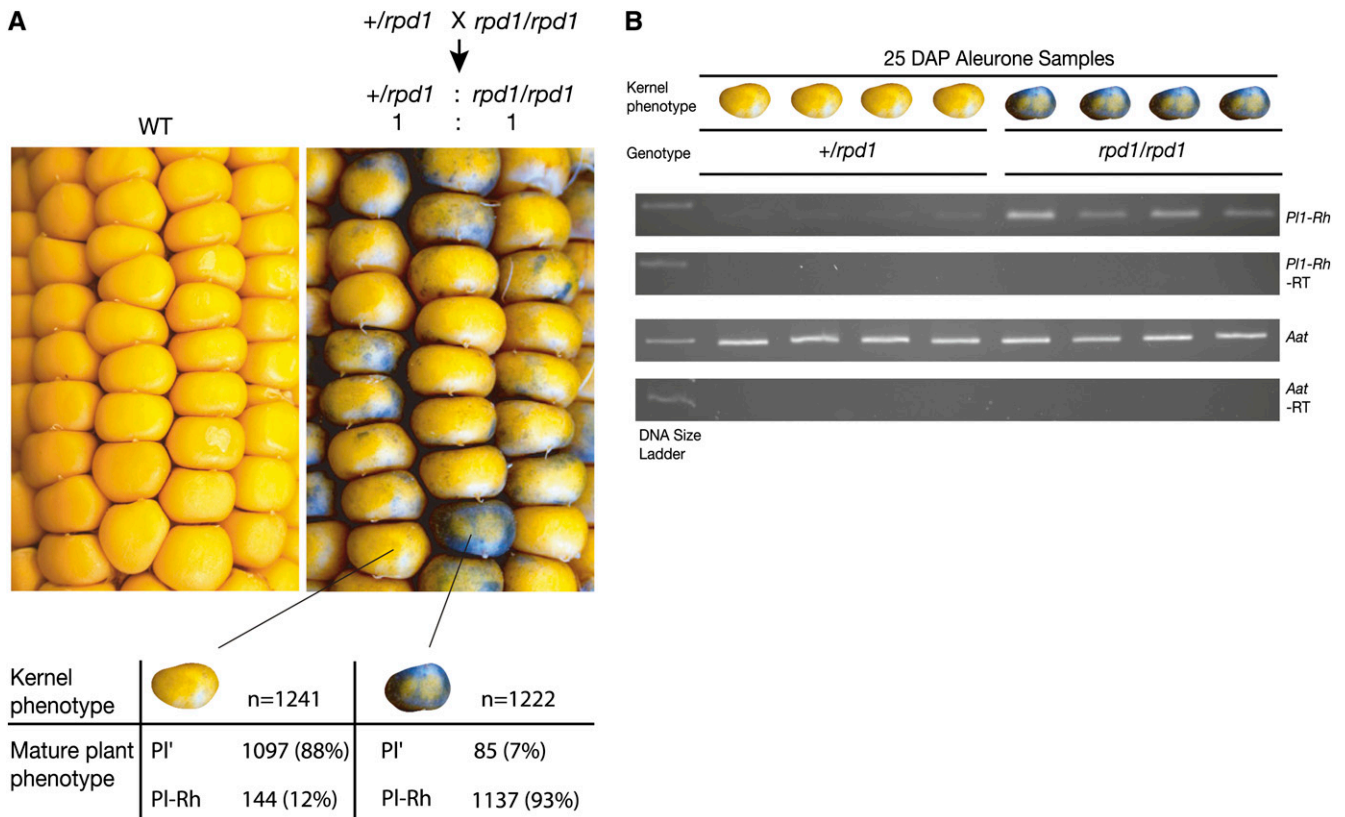 A
+/rpd1 X rpd1/rpd1
+/rpd1 : rpd1/rpd1
1 : 1
WT
Kernel phenotype
n=1241
n=1222
Mature plant phenotype
Pl' 1097 (88%)
Pl' 85 (7%)
Pl-Rh 144 (12%)
Pl-Rh 1137 (93%)
B
25 DAP Aleurone Samples
Kernel phenotype
Genotype
+/rpd1
rpd1/rpd1
Pl1-Rh
Pl1-Rh
-RT
Aat
Aat
-RT
DNA Size
Ladder